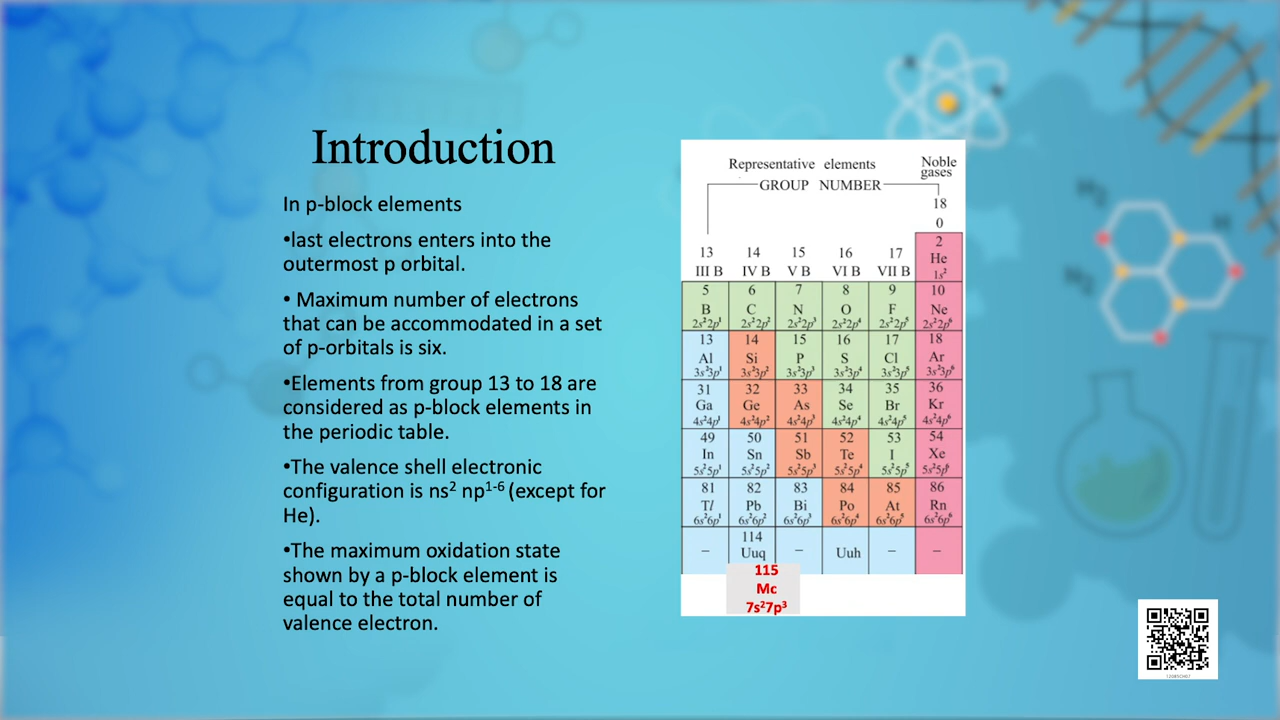 Introduction
In p-block elements
•last electrons enters into the
outermost p orbital.
• Maximum number of electrons
that can be accommodated in a set
of p-orbitals is six.
•Elements from group 13 to 18 are
considered as p-block elements in
the periodic table.
•The valence shell electronic
configuration is ns² np¹⁻⁶ (except for
He).
•The maximum oxidation state
shown by a p-block element is
equal to the total number of
valence electron.
Representative elements
Noble
gases
GROUP NUMBER
18
0
13 14 15 16 17
III B IV B V B VI B VII B
2
He
1s²
5 6 7 8 9 10
B C N O F Ne
2s²2p¹ 2s²2p² 2s²2p³ 2s²2p⁴ 2s²2p⁵ 2s²2p⁶
13 14 15 16 17 18
Al Si P S Cl Ar
3s²3p¹ 3s²3p² 3s²3p³ 3s²3p⁴ 3s²3p⁵ 3s²3p⁶
31 32 33 34 35 36
Ga Ge As Se Br Kr
4s²4p¹ 4s²4p² 4s²4p³ 4s²4p⁴ 4s²4p⁵ 4s²4p⁶
49 50 51 52 53 54
In Sn Sb Te I Xe
5s²5p¹ 5s²5p² 5s²5p³ 5s²5p⁴ 5s²5p⁵ 5s²5p⁶
81 82 83 84 85 86
Tl Pb Bi Po At Rn
6s²6p¹ 6s²6p² 6s²6p³ 6s²6p⁴ 6s²6p⁵ 6s²6p⁶
114
– Uuq – Uuh – –
115
Mc
7s²7p³